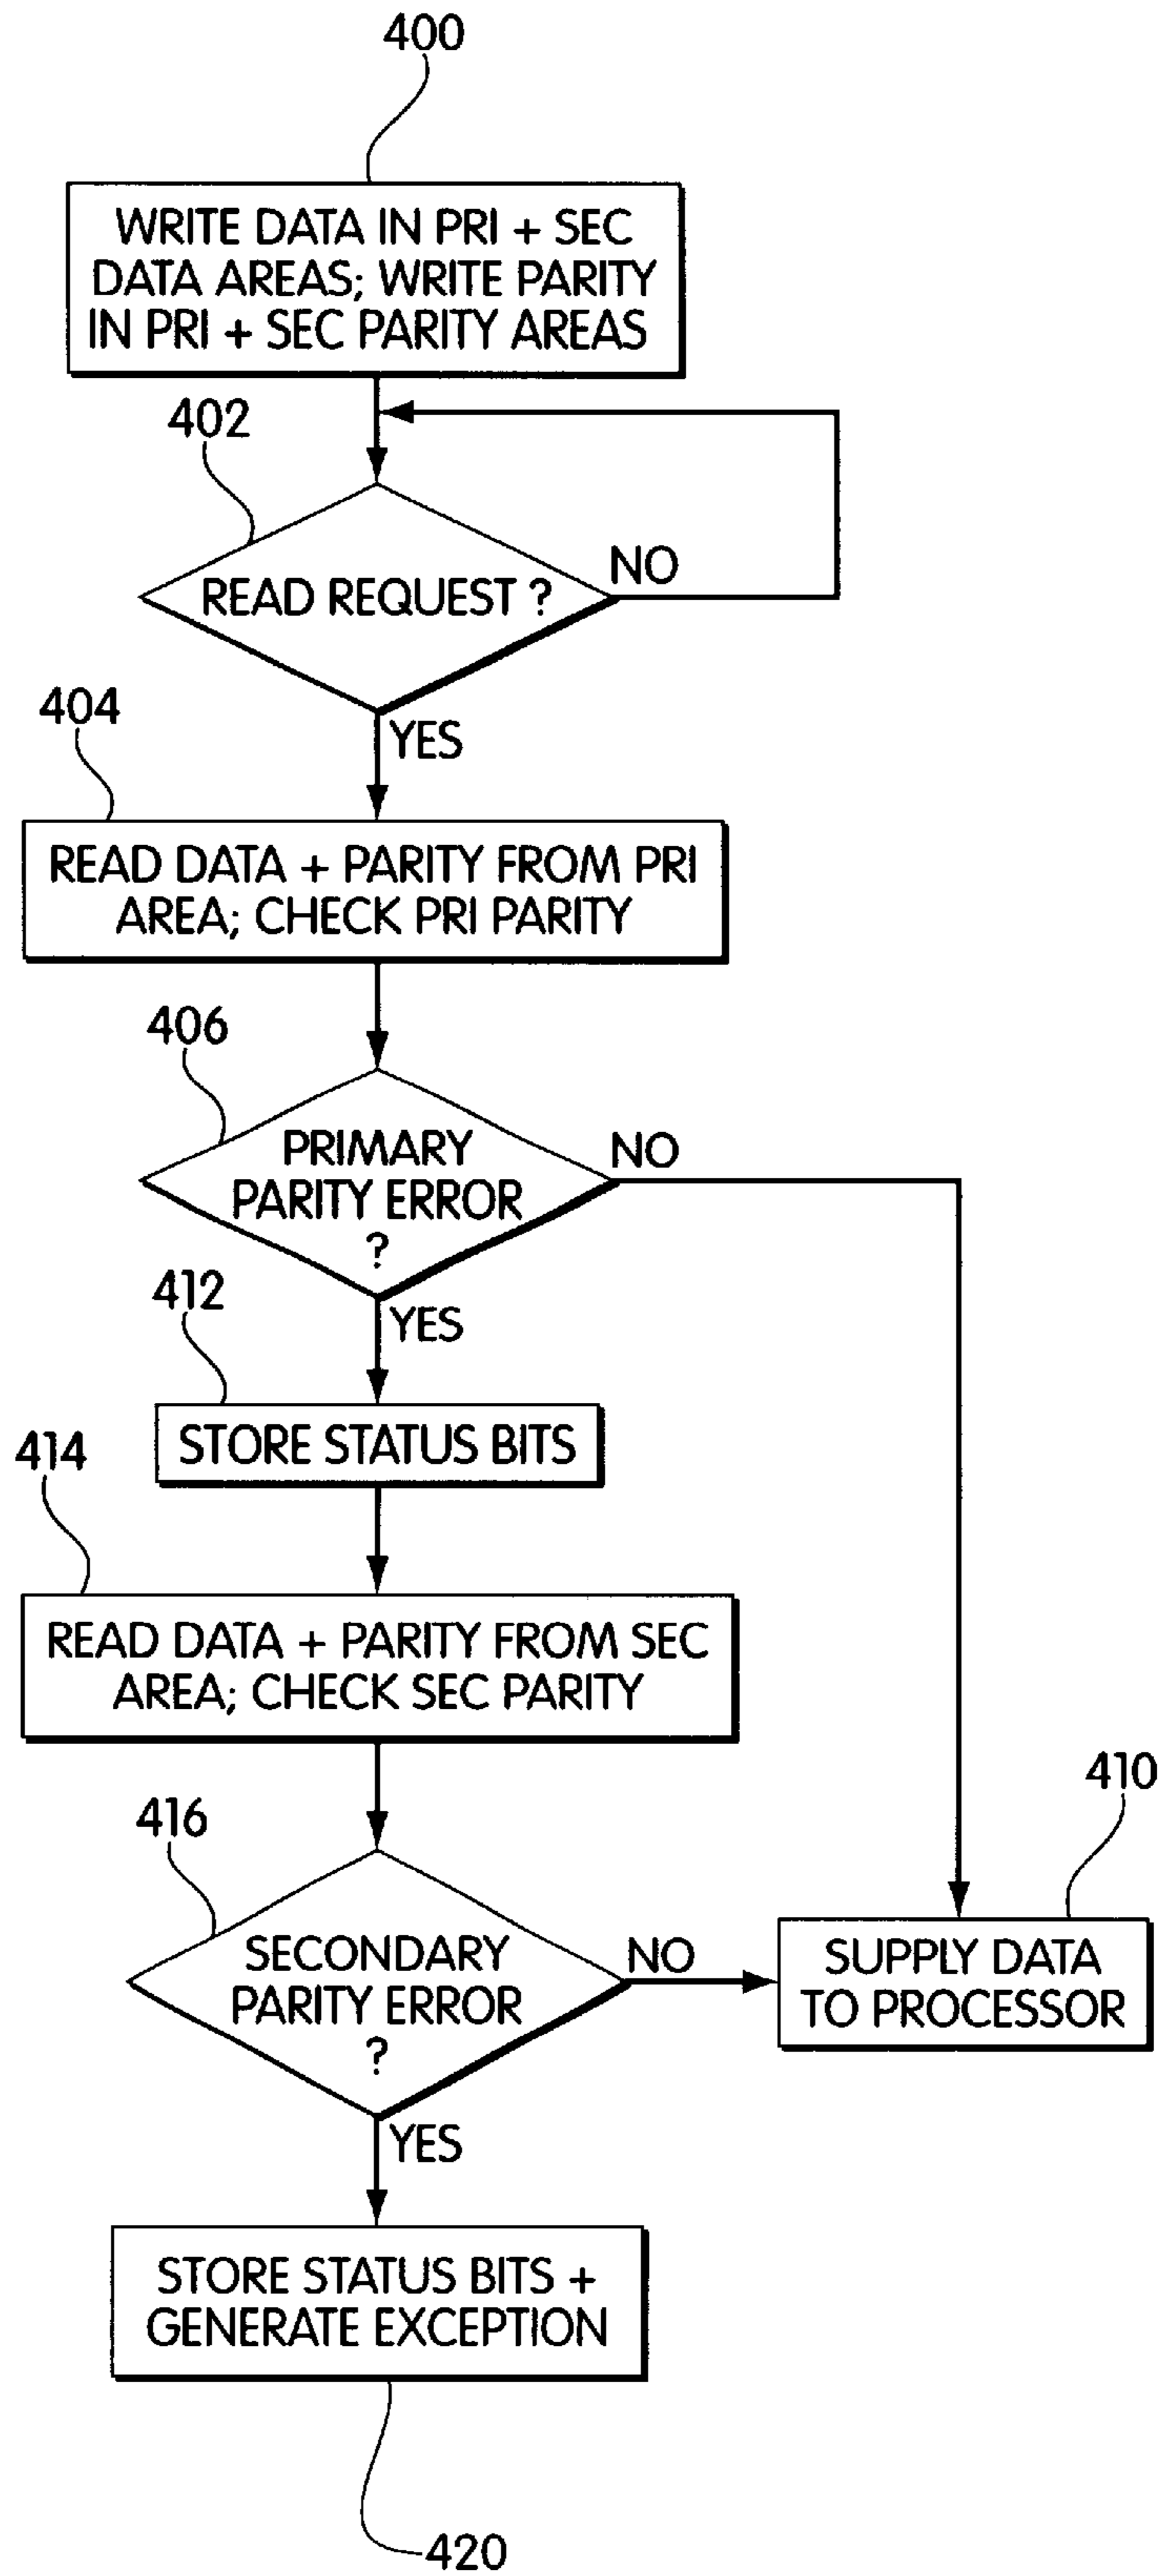 400
WRITE DATA IN PRI + SEC
DATA AREAS; WRITE PARITY
IN PRI + SEC PARITY AREAS
402
READ REQUEST ?
NO
YES
404
READ DATA + PARITY FROM PRI
AREA; CHECK PRI PARITY
406
PRIMARY
PARITY ERROR
?
NO
YES
412
STORE STATUS BITS
414
READ DATA + PARITY FROM SEC
AREA; CHECK SEC PARITY
416
SECONDARY
PARITY ERROR
?
NO
410
SUPPLY DATA
TO PROCESSOR
YES
STORE STATUS BITS +
GENERATE EXCEPTION
420